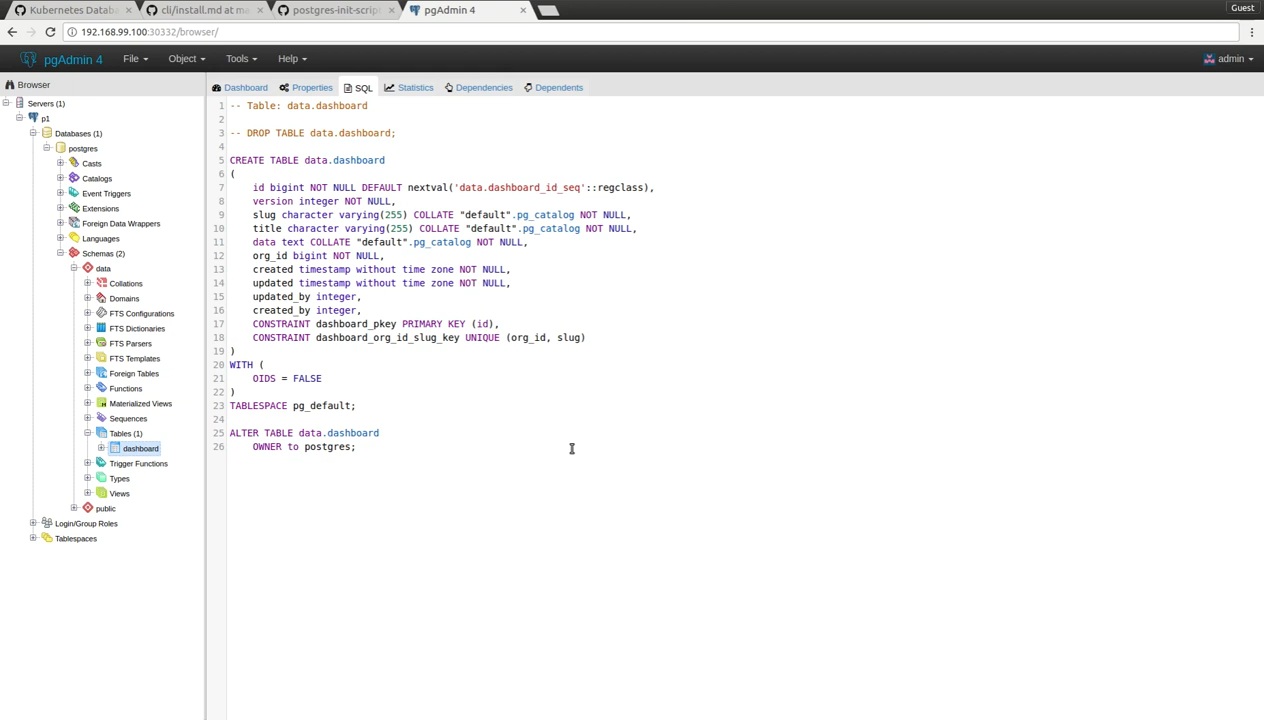 Kubernetes Datab
cli/install.md at me
postgres-init-script
pgAdmin 4
Guest
192.168.99.100:30332/browser/
pgAdmin 4
File
Object
Tools
Help
admin
Browser
Dashboard
Properties
SQL
Statistics
Dependencies
Dependents
Servers (1)
p1
Databases (1)
postgres
Casts
Catalogs
Event Triggers
Extensions
Foreign Data Wrappers
Languages
Schemas (2)
data
Collations
Domains
FTS Configurations
FTS Dictionaries
FTS Parsers
FTS Templates
Foreign Tables
Functions
Materialized Views
Sequences
Tables (1)
dashboard
Trigger Functions
Types
Views
public
Login/Group Roles
Tablespaces
1 -- Table: data.dashboard
2
3 -- DROP TABLE data.dashboard;
4
5 CREATE TABLE data.dashboard
6 (
7 id bigint NOT NULL DEFAULT nextval('data.dashboard_id_seq'::regclass),
8 version integer NOT NULL,
9 slug character varying(255) COLLATE "default".pg_catalog NOT NULL,
10 title character varying(255) COLLATE "default".pg_catalog NOT NULL,
11 data text COLLATE "default".pg_catalog NOT NULL,
12 org_id bigint NOT NULL,
13 created timestamp without time zone NOT NULL,
14 updated timestamp without time zone NOT NULL,
15 updated_by integer,
16 created_by integer,
17 CONSTRAINT dashboard_pkey PRIMARY KEY (id),
18 CONSTRAINT dashboard_org_id_slug_key UNIQUE (org_id, slug)
19 )
20 WITH (
21 OIDS = FALSE
22 )
23 TABLESPACE pg_default;
24
25 ALTER TABLE data.dashboard
26 OWNER to postgres;